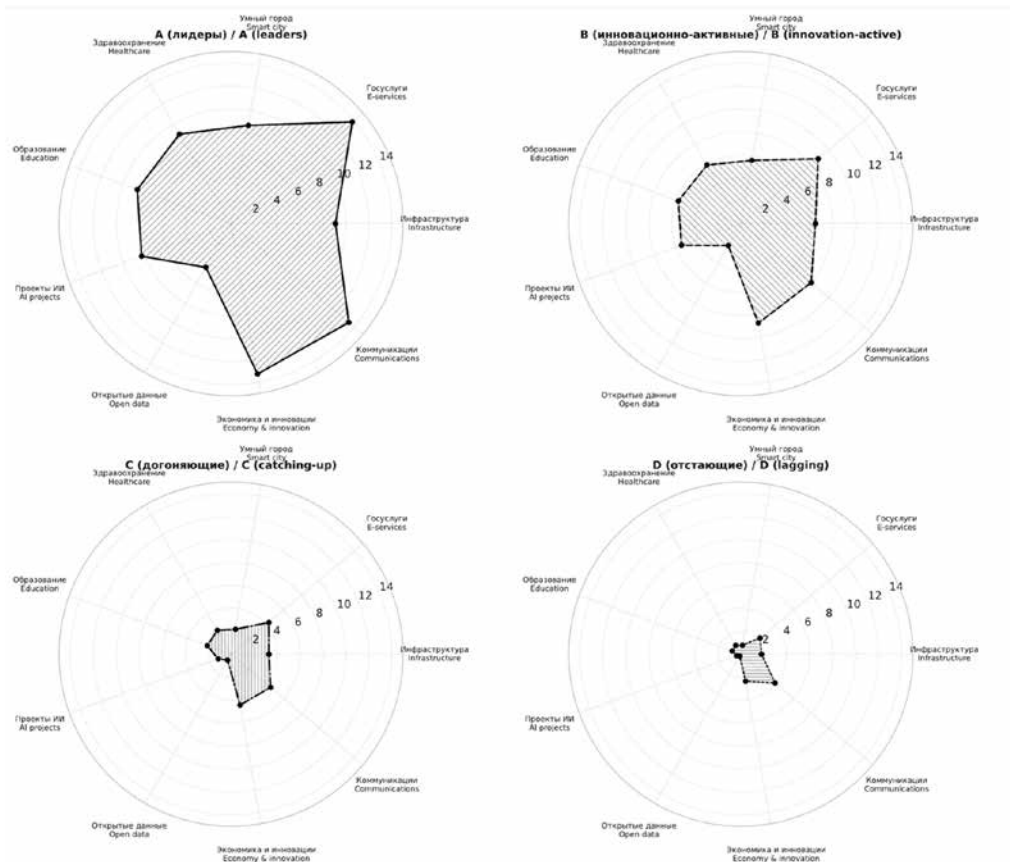 Умный город
Smart city
A (лидеры) / A (leaders)
Здравоохранение
Healthcare
Госуслуги
E-services
Образование
Education
14
12
10
8
6
4
2
Инфраструктура
Infrastructure
Проекты ИИ
AI projects
Коммуникации
Communications
Открытые данные
Open data
Экономика и инновации
Economy & innovation
Умный город
Smart city
B (инновационно-активные) / B (innovation-active)
Здравоохранение
Healthcare
Госуслуги
E-services
Образование
Education
14
12
10
8
6
4
2
Инфраструктура
Infrastructure
Проекты ИИ
AI projects
Коммуникации
Communications
Открытые данные
Open data
Экономика и инновации
Economy & innovation
Умный город
Smart city
C (догоняющие) / C (catching-up)
Здравоохранение
Healthcare
Госуслуги
E-services
Образование
Education
14
12
10
8
6
4
2
Инфраструктура
Infrastructure
Проекты ИИ
AI projects
Коммуникации
Communications
Открытые данные
Open data
Экономика и инновации
Economy & innovation
Умный город
Smart city
D (отстающие) / D (lagging)
Здравоохранение
Healthcare
Госуслуги
E-services
Образование
Education
14
12
10
8
6
4
2
Инфраструктура
Infrastructure
Проекты ИИ
AI projects
Коммуникации
Communications
Открытые данные
Open data
Экономика и инновации
Economy & innovation